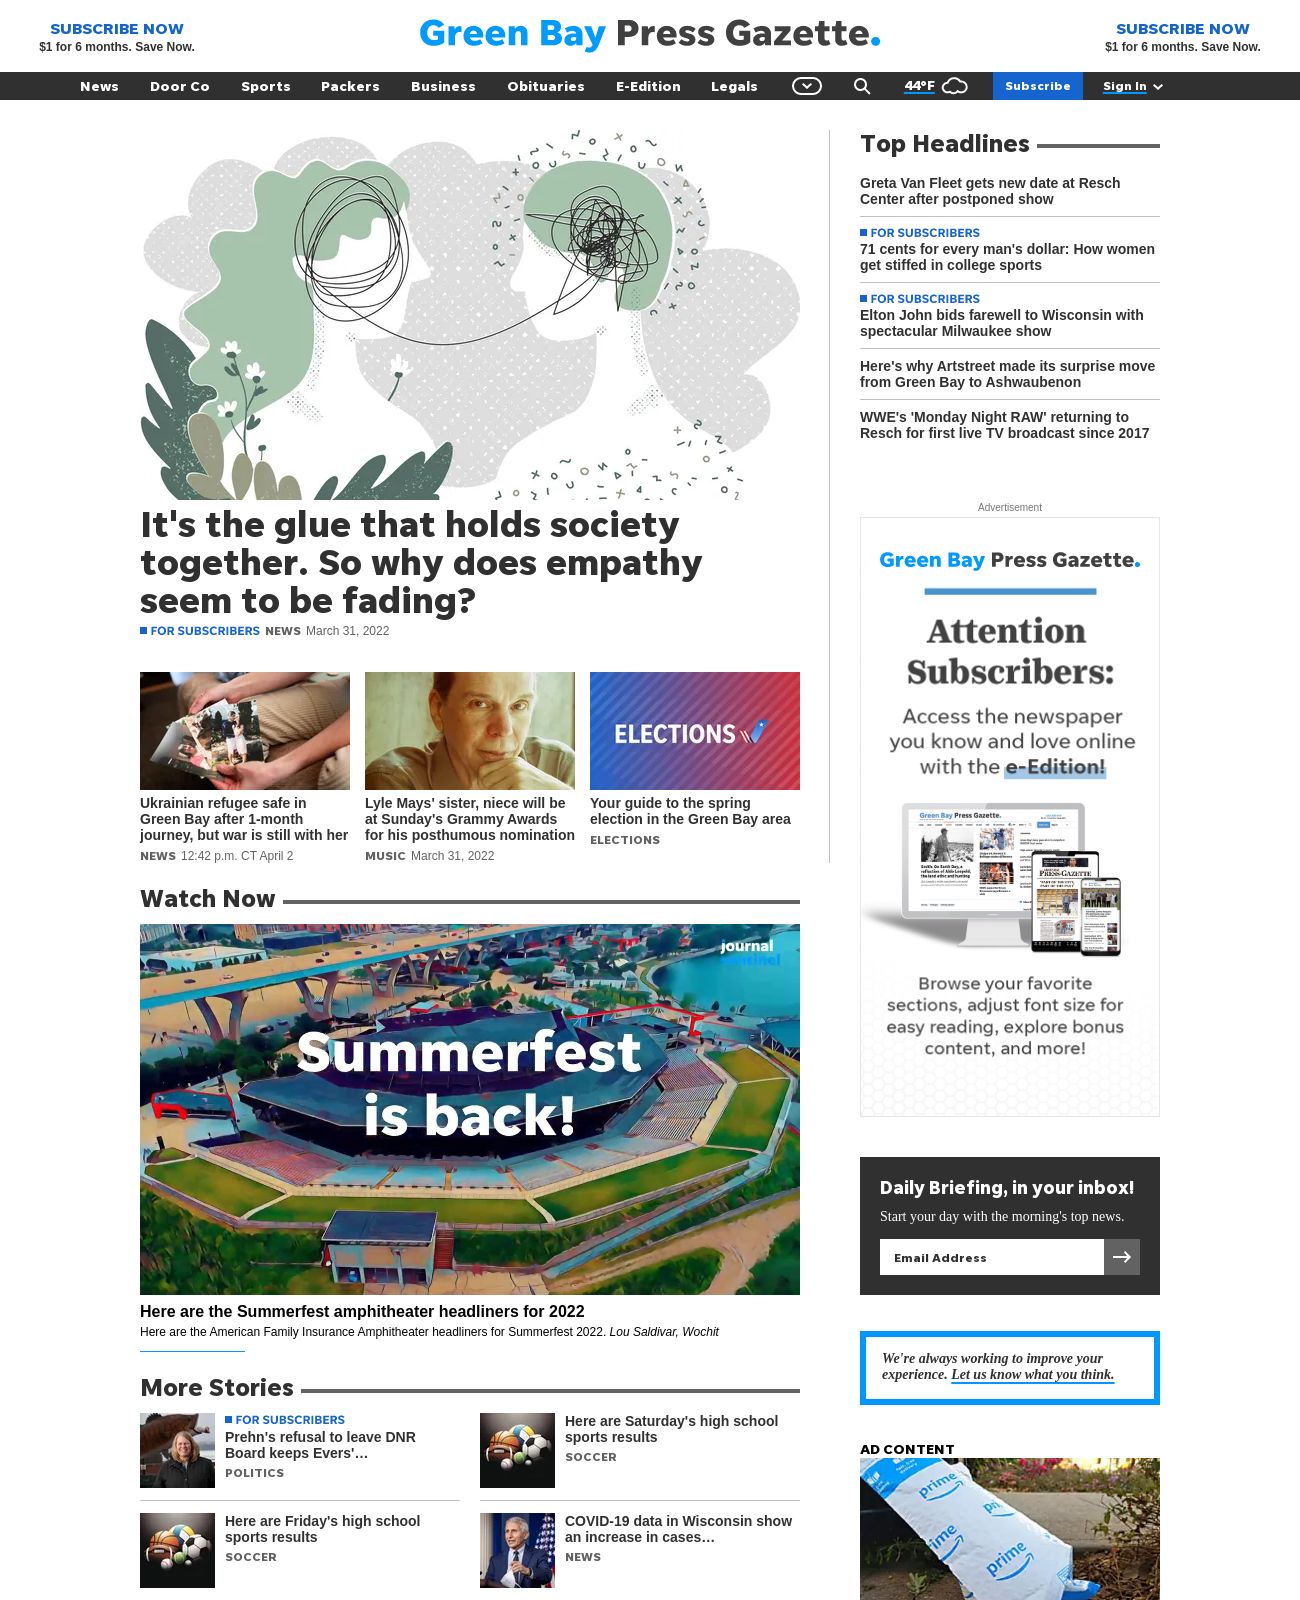 SUBSCRIBE NOW
$1 for 6 months. Save Now.
Green Bay Press Gazette.
SUBSCRIBE NOW
$1 for 6 months. Save Now.
News Door Co Sports Packers Business Obituaries E-Edition Legals 44°F Subscribe Sign In
It's the glue that holds society
together. So why does empathy
seem to be fading?
FOR SUBSCRIBERS NEWS March 31, 2022
Ukrainian refugee safe in
Green Bay after 1-month
journey, but war is still with her
NEWS 12:42 p.m. CT April 2
Lyle Mays' sister, niece will be
at Sunday's Grammy Awards
for his posthumous nomination
MUSIC March 31, 2022
ELECTIONS
Your guide to the spring
election in the Green Bay area
ELECTIONS
Watch Now
journal
sentinel
Summerfest
is back!
Here are the Summerfest amphitheater headliners for 2022
Here are the American Family Insurance Amphitheater headliners for Summerfest 2022. Lou Saldivar, Wochit
More Stories
FOR SUBSCRIBERS
Prehn's refusal to leave DNR
Board keeps Evers'…
POLITICS
Here are Saturday's high school
sports results
SOCCER
Here are Friday's high school
sports results
SOCCER
COVID-19 data in Wisconsin show
an increase in cases…
NEWS
Top Headlines
Greta Van Fleet gets new date at Resch
Center after postponed show
FOR SUBSCRIBERS
71 cents for every man's dollar: How women
get stiffed in college sports
FOR SUBSCRIBERS
Elton John bids farewell to Wisconsin with
spectacular Milwaukee show
Here's why Artstreet made its surprise move
from Green Bay to Ashwaubenon
WWE's 'Monday Night RAW' returning to
Resch for first live TV broadcast since 2017
Advertisement
Green Bay Press Gazette.
Attention
Subscribers:
Access the newspaper
you know and love online
with the e-Edition!
Green Bay Press Gazette.
PRESS-GAZETTE
Browse your favorite
sections, adjust font size for
easy reading, explore bonus
content, and more!
Daily Briefing, in your inbox!
Start your day with the morning's top news.
Email Address
We're always working to improve your
experience. Let us know what you think.
AD CONTENT
prime
prime
prime
prime